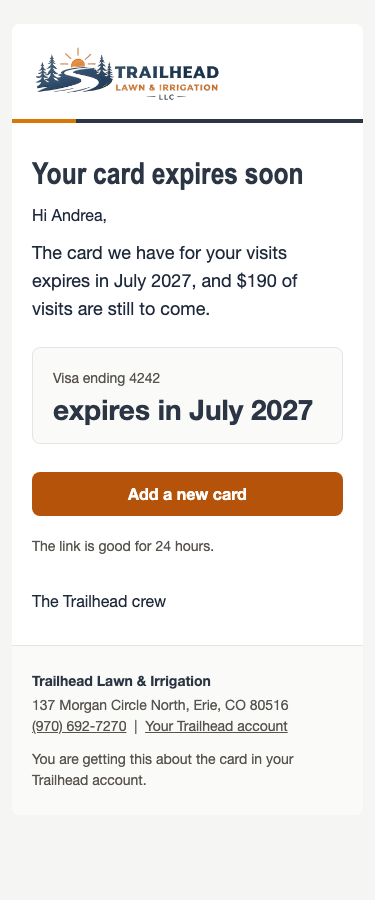 TRAILHEAD
LAWN & IRRIGATION
LLC
Your card expires soon
Hi Andrea,
The card we have for your visits
expires in July 2027, and $190 of
visits are still to come.
Visa ending 4242
expires in July 2027
Add a new card
The link is good for 24 hours.
The Trailhead crew
Trailhead Lawn & Irrigation
137 Morgan Circle North, Erie, CO 80516
(970) 692-7270 | Your Trailhead account
You are getting this about the card in your
Trailhead account.